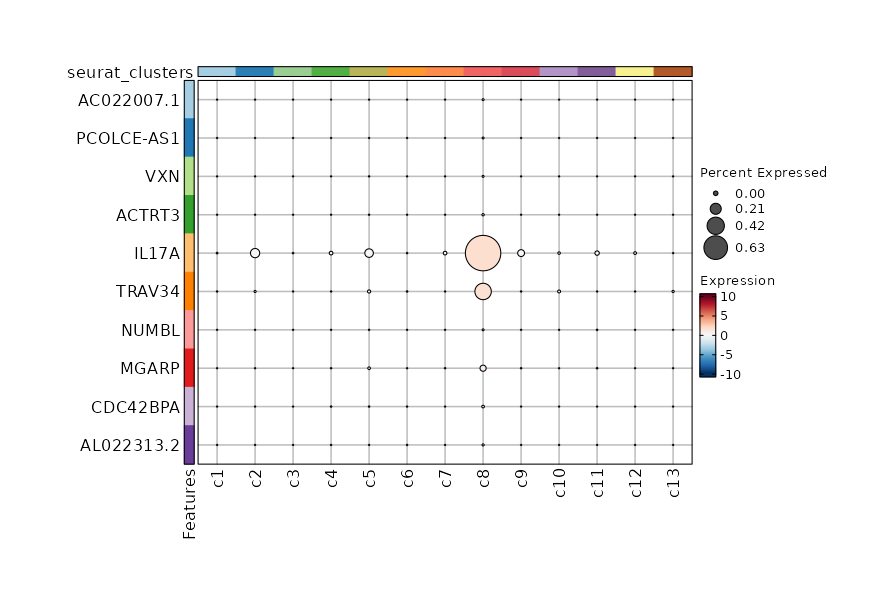 seurat_clusters
AC022007.1
PCOLCE-AS1
VXN
ACTRT3
IL17A
TRAV34
NUMBL
MGARP
CDC42BPA
AL022313.2
Features
c1
c2
c3
c4
c5
c6
c7
c8
c9
c10
c11
c12
c13
Percent Expressed
0.00
0.21
0.42
0.63
Expression
10
5
0
-5
-10